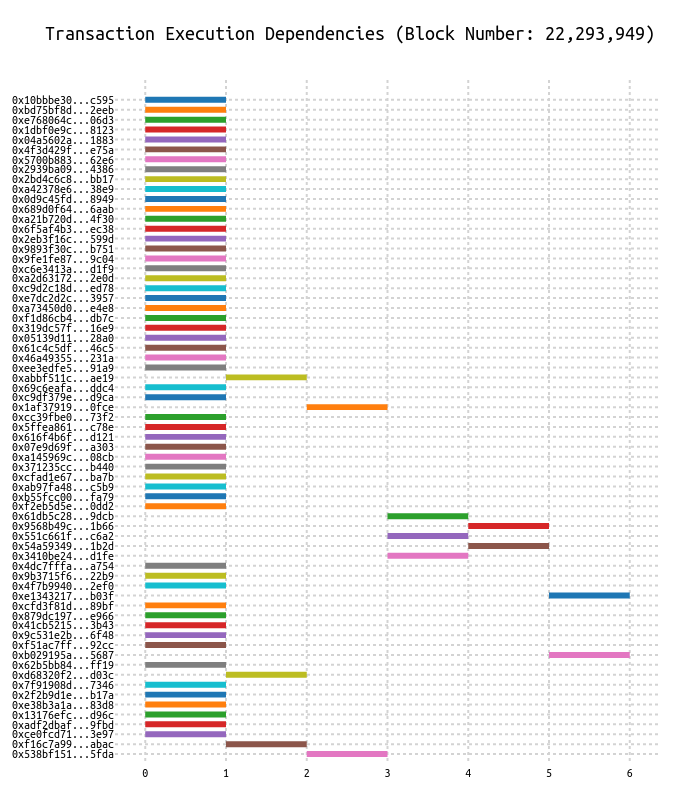 Transaction Execution Dependencies (Block Number: 22,293,949)
0x10bbbe30...c595
0xbd75bf8d...2eeb
0xe768064c...06d3
0x1dbf0e9c...8123
0x04a5602a...1883
0x4f3d429f...e75a
0x5700b883...62e6
0x2939ba09...4386
0x2bd4c6c8...bb17
0xa42378e6...38e9
0x0d9c45fd...8949
0x689d0f64...6aab
0xa21b720d...4f30
0x6f5af4b3...ec38
0x2eb3f16c...599d
0x9893f30c...b751
0x9fe1fe87...9c04
0xc6e3413a...d1f9
0xa2d63172...2e0d
0xc9d2c18d...ed78
0xe7dc2d2c...3957
0xa73450d0...e4e8
0xf1d86cb4...db7c
0x319dc57f...16e9
0x05139d11...28a0
0x61c4c5df...46c5
0x46a49355...231a
0xee3edfe5...91a9
0xabbf511c...ae19
0x69c6eafa...ddc4
0xc9df379e...d9ca
0x1af37919...0fce
0xcc39fbe0...73f2
0x5ffea861...c78e
0x616f4b6f...d121
0x07e9d69f...a303
0xa145969c...08cb
0x371235cc...b440
0xcfad1e67...ba7b
0xab97fa48...c5b9
0xb55fcc00...fa79
0xf2eb5d5e...0dd2
0x61db5c28...9dcb
0x9568b49c...1b66
0x551c661f...c6a2
0x54a59349...1b2d
0x3410be24...d1fe
0x4dc7fffa...a754
0x9b3715f6...22b9
0x4f7b9940...2ef0
0xe1343217...b03f
0xcfd3f81d...89bf
0x879dc197...e966
0x41cb5215...3b43
0x9c531e2b...6f48
0xf51ac7ff...92cc
0xb029195a...5687
0x62b5bb84...ff19
0xd68320f2...d03c
0x7f91908d...7346
0x2f2b9d1e...b17a
0xe38b3a1a...83d8
0x13176efc...d96c
0xadf2dbaf...9fbd
0xce0fcd71...3e97
0xf16c7a99...abac
0x538bf151...5fda
0 1 2 3 4 5 6